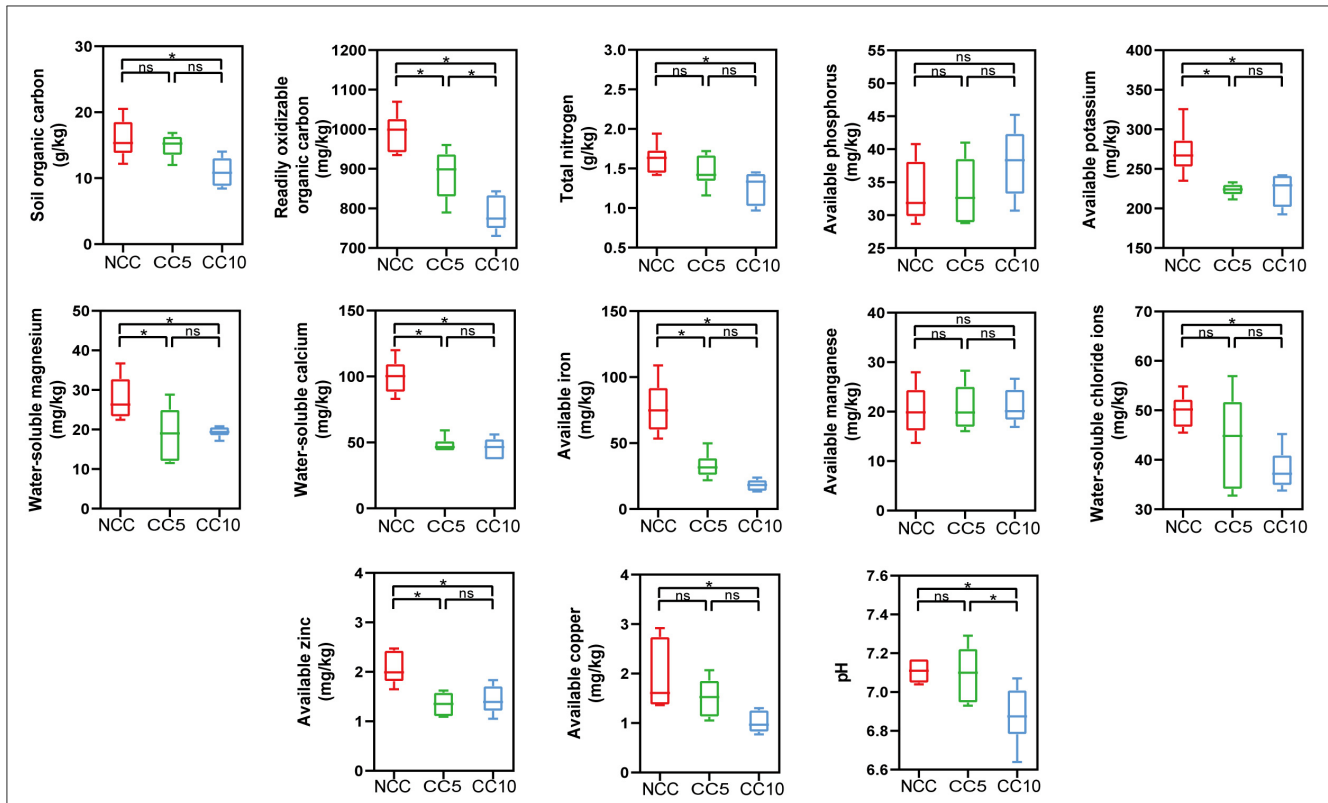 Soil organic carbon
(g/kg)
30
20
10
0
*
ns
ns
NCC CC5 CC10
Readily oxidizable
organic carbon
(mg/kg)
1200
1100
1000
900
800
700
*
*
*
NCC CC5 CC10
Total nitrogen
(g/kg)
3.0
2.5
2.0
1.5
1.0
0.5
*
ns
ns
NCC CC5 CC10
Available phosphorus
(mg/kg)
55
50
45
40
35
30
25
ns
ns
ns
NCC CC5 CC10
Available potassium
(mg/kg)
400
350
300
250
200
150
*
*
ns
NCC CC5 CC10
Water-soluble magnesium
(mg/kg)
50
40
30
20
10
0
*
*
ns
NCC CC5 CC10
Water-soluble calcium
(mg/kg)
150
100
50
0
*
*
ns
NCC CC5 CC10
Available iron
(mg/kg)
150
100
50
0
*
*
ns
NCC CC5 CC10
Available manganese
(mg/kg)
40
30
20
10
0
ns
ns
ns
NCC CC5 CC10
Water-soluble chloride ions
(mg/kg)
70
60
50
40
30
*
ns
ns
NCC CC5 CC10
Available zinc
(mg/kg)
4
3
2
1
0
*
*
ns
NCC CC5 CC10
Available copper
(mg/kg)
4
3
2
1
0
*
ns
ns
NCC CC5 CC10
pH
7.6
7.4
7.2
7.0
6.8
6.6
*
ns
*
NCC CC5 CC10